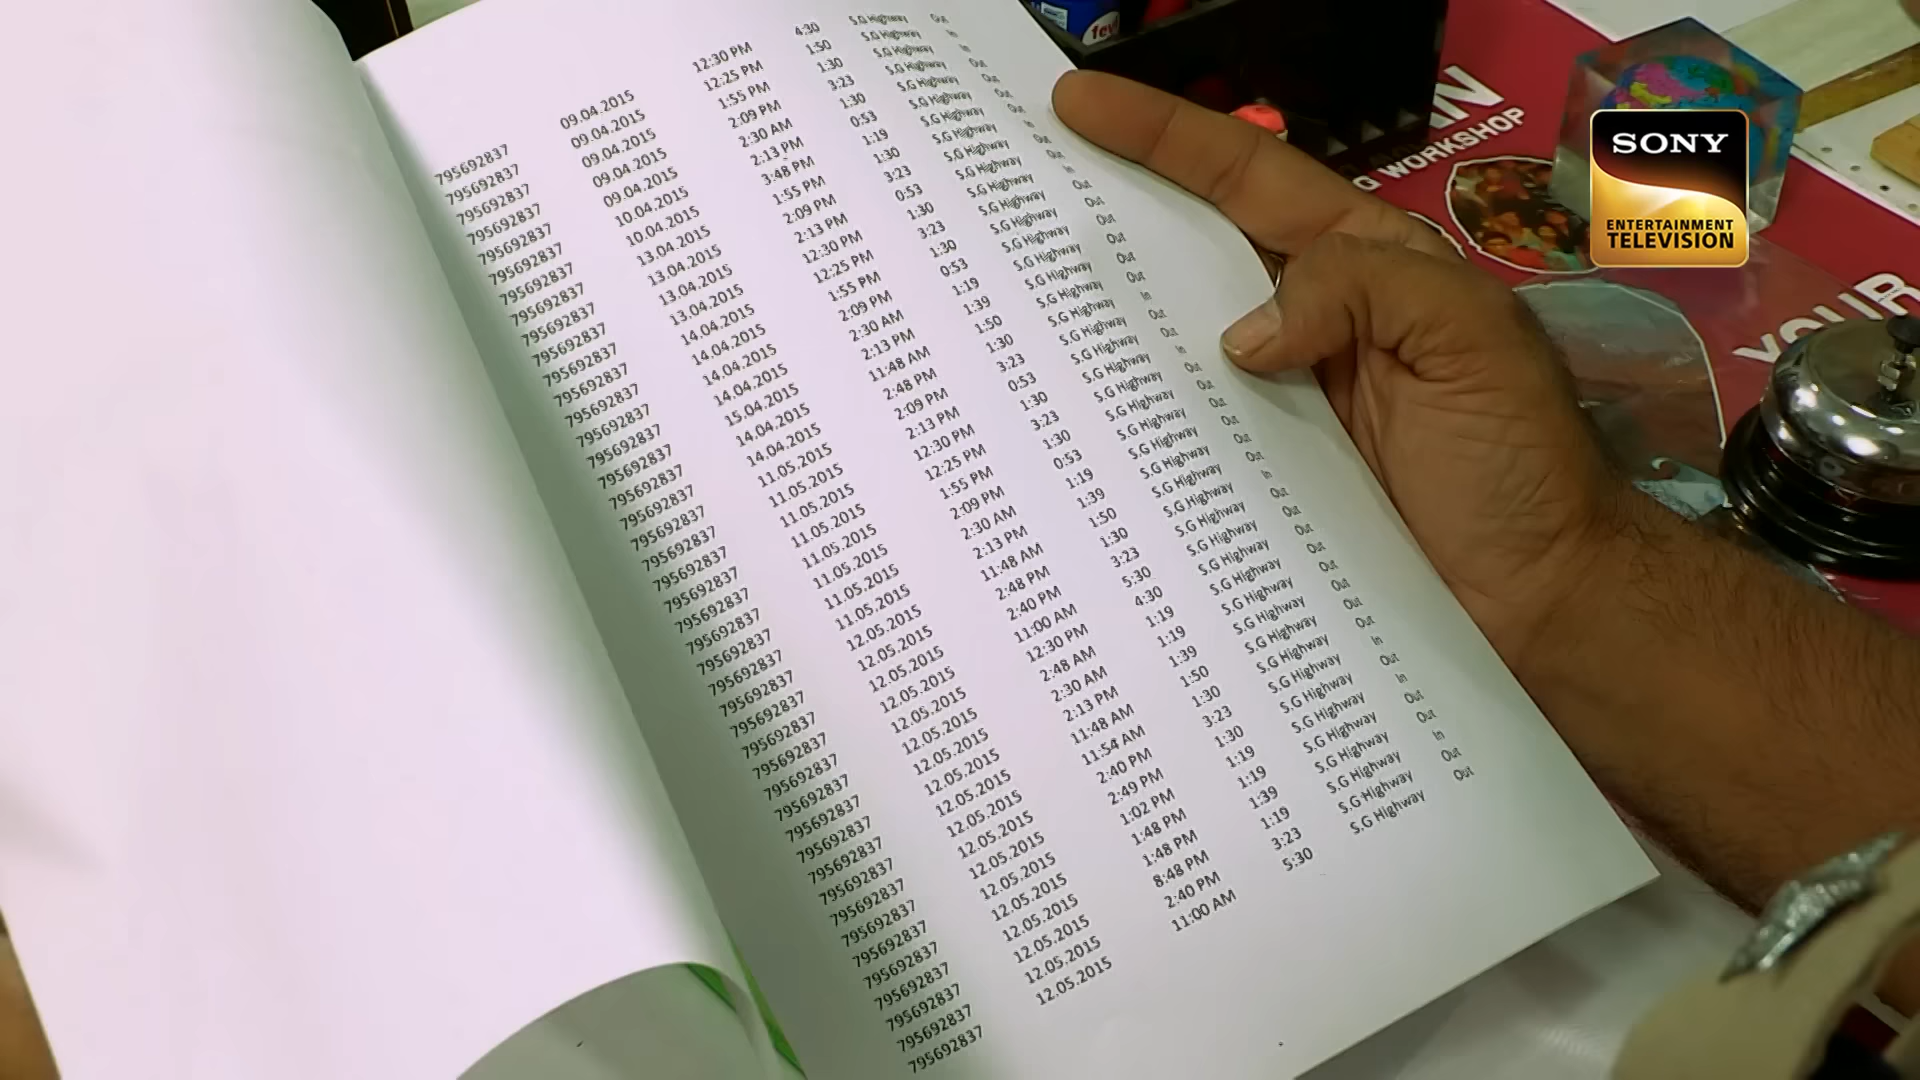 795692837 09.04.2015 12:30 PM 4:30 S.G Highway Out
795692837 09.04.2015 12:25 PM 1:50 S.G Highway In
795692837 09.04.2015 1:55 PM 1:30 S.G Highway In
795692837 09.04.2015 2:09 PM 3:23 S.G Highway Out
795692837 09.04.2015 2:30 AM 1:30 S.G Highway Out
795692837 10.04.2015 2:13 PM 0:53 S.G Highway Out
795692837 10.04.2015 3:48 PM 1:19 S.G Highway Out
795692837 13.04.2015 1:55 PM 1:30 S.G Highway In
795692837 13.04.2015 2:09 PM 3:23 S.G Highway Out
795692837 13.04.2015 2:13 PM 0:53 S.G Highway Out
795692837 13.04.2015 12:30 PM 1:30 S.G Highway In
795692837 14.04.2015 12:25 PM 3:23 S.G Highway Out
795692837 14.04.2015 1:55 PM 1:30 S.G Highway Out
795692837 14.04.2015 2:09 PM 0:53 S.G Highway Out
795692837 14.04.2015 2:30 AM 1:19 S.G Highway Out
795692837 15.04.2015 2:13 PM 1:39 S.G Highway Out
795692837 14.04.2015 11:48 AM 1:50 S.G Highway Out
795692837 14.04.2015 2:48 PM 1:30 S.G Highway In
795692837 11.05.2015 2:09 PM 3:23 S.G Highway Out
795692837 11.05.2015 2:13 PM 0:53 S.G Highway Out
795692837 11.05.2015 12:30 PM 1:30 S.G Highway In
795692837 11.05.2015 12:25 PM 3:23 S.G Highway Out
795692837 11.05.2015 1:55 PM 1:30 S.G Highway Out
795692837 11.05.2015 2:09 PM 0:53 S.G Highway Out
795692837 11.05.2015 2:30 AM 1:19 S.G Highway Out
795692837 11.05.2015 2:13 PM 1:39 S.G Highway Out
795692837 12.05.2015 11:48 AM 1:50 S.G Highway Out
795692837 12.05.2015 2:48 PM 1:30 S.G Highway In
795692837 12.05.2015 2:40 PM 3:23 S.G Highway Out
795692837 12.05.2015 11:00 AM 5:30 S.G Highway Out
795692837 12.05.2015 12:30 PM 4:30 S.G Highway Out
795692837 12.05.2015 2:48 AM 1:19 S.G Highway Out
795692837 12.05.2015 2:30 AM 1:19 S.G Highway Out
795692837 12.05.2015 2:13 PM 1:39 S.G Highway Out
795692837 12.05.2015 11:48 AM 1:50 S.G Highway Out
795692837 12.05.2015 11:54 AM 1:30 S.G Highway Out
795692837 12.05.2015 2:40 PM 3:23 S.G Highway In
795692837 12.05.2015 2:49 PM 1:30 S.G Highway Out
795692837 12.05.2015 1:02 PM 1:19 S.G Highway In
795692837 12.05.2015 1:48 PM 1:19 S.G Highway Out
795692837 12.05.2015 1:48 PM 1:39 S.G Highway Out
795692837 12.05.2015 8:48 PM 1:19 S.G Highway In
795692837 12.05.2015 2:40 PM 3:23 S.G Highway Out
795692837 12.05.2015 11:00 AM 5:30 S.G Highway Out
WORKSHOP
YOUR
SONY
ENTERTAINMENT
TELEVISION